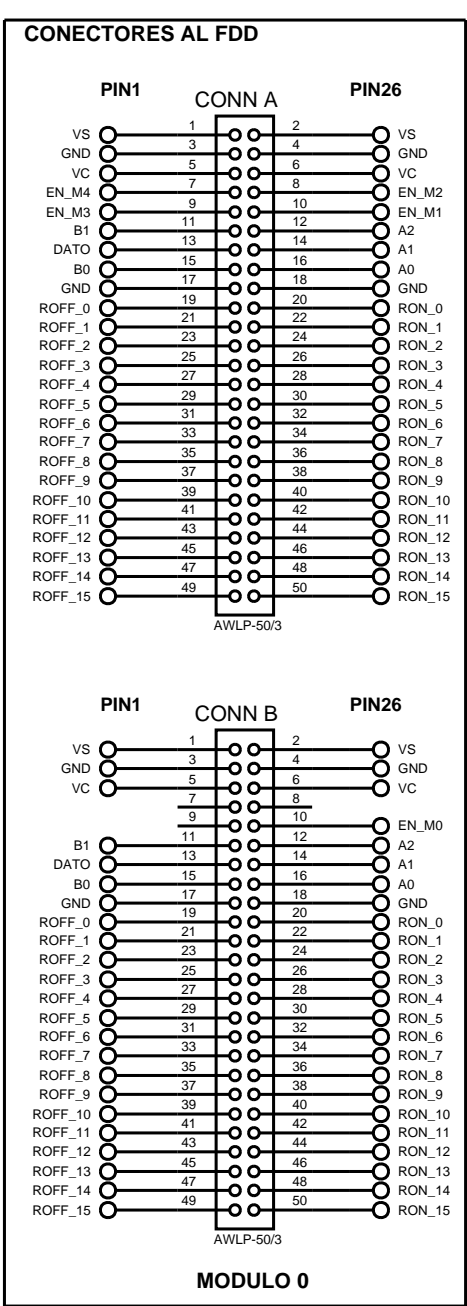 CONECTORES AL FDD
PIN1 CONN A PIN26
VS 1 2 VS
GND 3 4 GND
VC 5 6 VC
EN_M4 7 8 EN_M2
EN_M3 9 10 EN_M1
B1 11 12 A2
DATO 13 14 A1
B0 15 16 A0
GND 17 18 GND
ROFF_0 19 20 RON_0
ROFF_1 21 22 RON_1
ROFF_2 23 24 RON_2
ROFF_3 25 26 RON_3
ROFF_4 27 28 RON_4
ROFF_5 29 30 RON_5
ROFF_6 31 32 RON_6
ROFF_7 33 34 RON_7
ROFF_8 35 36 RON_8
ROFF_9 37 38 RON_9
ROFF_10 39 40 RON_10
ROFF_11 41 42 RON_11
ROFF_12 43 44 RON_12
ROFF_13 45 46 RON_13
ROFF_14 47 48 RON_14
ROFF_15 49 50 RON_15
AWLP-50/3
PIN1 CONN B PIN26
VS 1 2 VS
GND 3 4 GND
VC 5 6 VC
7 8
9 10 EN_M0
B1 11 12 A2
DATO 13 14 A1
B0 15 16 A0
GND 17 18 GND
ROFF_0 19 20 RON_0
ROFF_1 21 22 RON_1
ROFF_2 23 24 RON_2
ROFF_3 25 26 RON_3
ROFF_4 27 28 RON_4
ROFF_5 29 30 RON_5
ROFF_6 31 32 RON_6
ROFF_7 33 34 RON_7
ROFF_8 35 36 RON_8
ROFF_9 37 38 RON_9
ROFF_10 39 40 RON_10
ROFF_11 41 42 RON_11
ROFF_12 43 44 RON_12
ROFF_13 45 46 RON_13
ROFF_14 47 48 RON_14
ROFF_15 49 50 RON_15
AWLP-50/3
MODULO 0